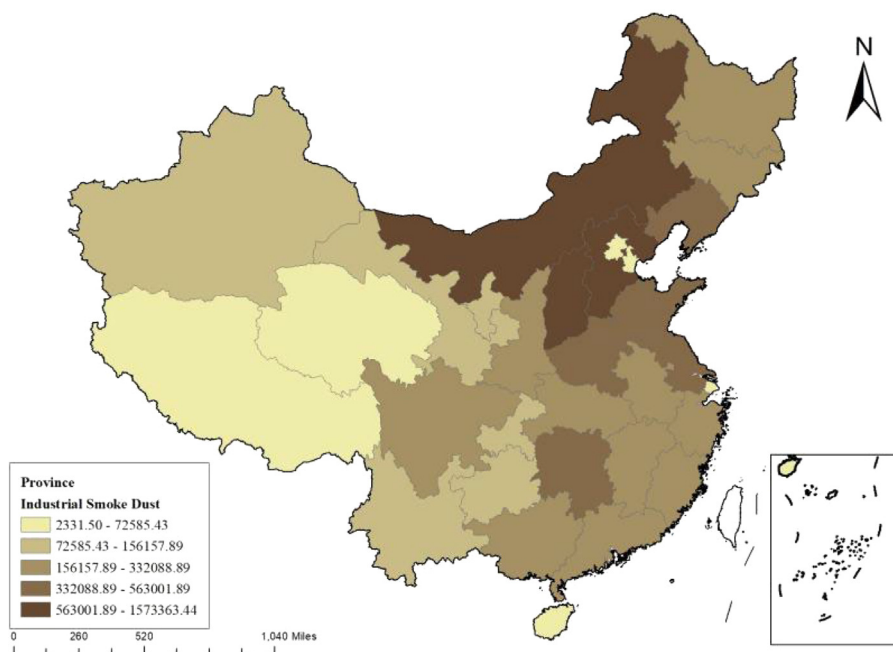 N
Province
Industrial Smoke Dust
2331.50 - 72585.43
72585.43 - 156157.89
156157.89 - 332088.89
332088.89 - 563001.89
563001.89 - 1573363.44
0 260 520 1,040 Miles